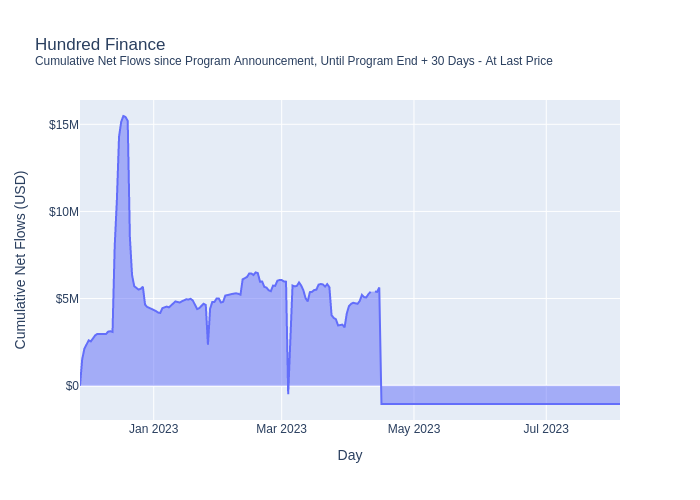 Hundred Finance
Cumulative Net Flows since Program Announcement, Until Program End + 30 Days - At Last Price
Cumulative Net Flows (USD)
$15M
$10M
$5M
$0
Jan 2023
Mar 2023
May 2023
Jul 2023
Day